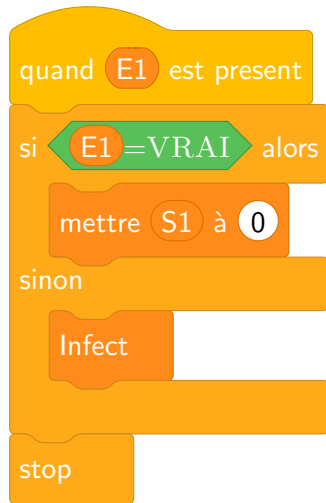 quand E1 est present
si E1=VRAI alors
mettre S1 à 0
sinon
Infect
stop